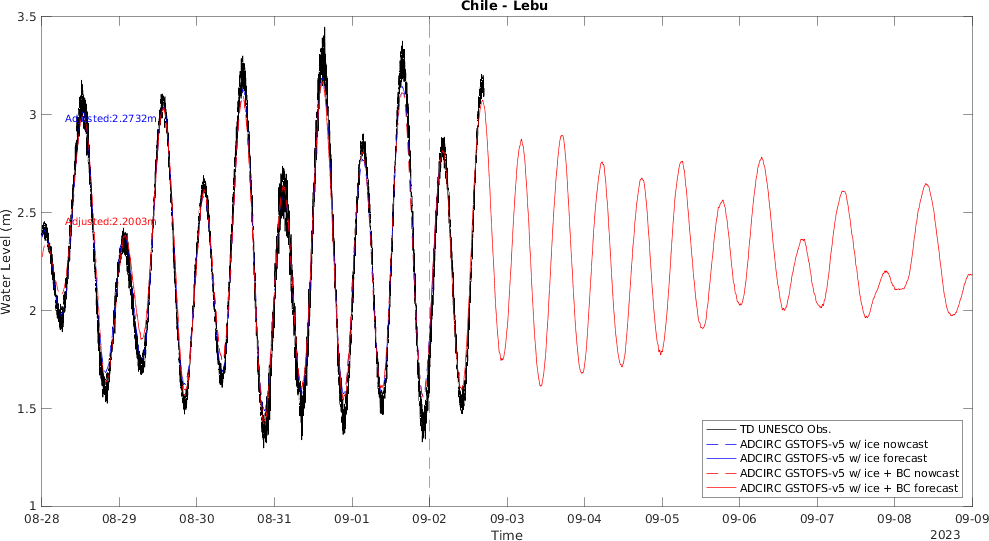 Chile - Lebu
3.5
3
2.5
2
1.5
1
Water Level (m)
Adjusted:2.2732m
Adjusted:2.2003m
TD UNESCO Obs.
ADCIRC GSTOFS-v5 w/ ice nowcast
ADCIRC GSTOFS-v5 w/ ice forecast
ADCIRC GSTOFS-v5 w/ ice + BC nowcast
ADCIRC GSTOFS-v5 w/ ice + BC forecast
08-28 08-29 08-30 08-31 09-01 09-02 09-03 09-04 09-05 09-06 09-07 09-08 09-09
Time
2023